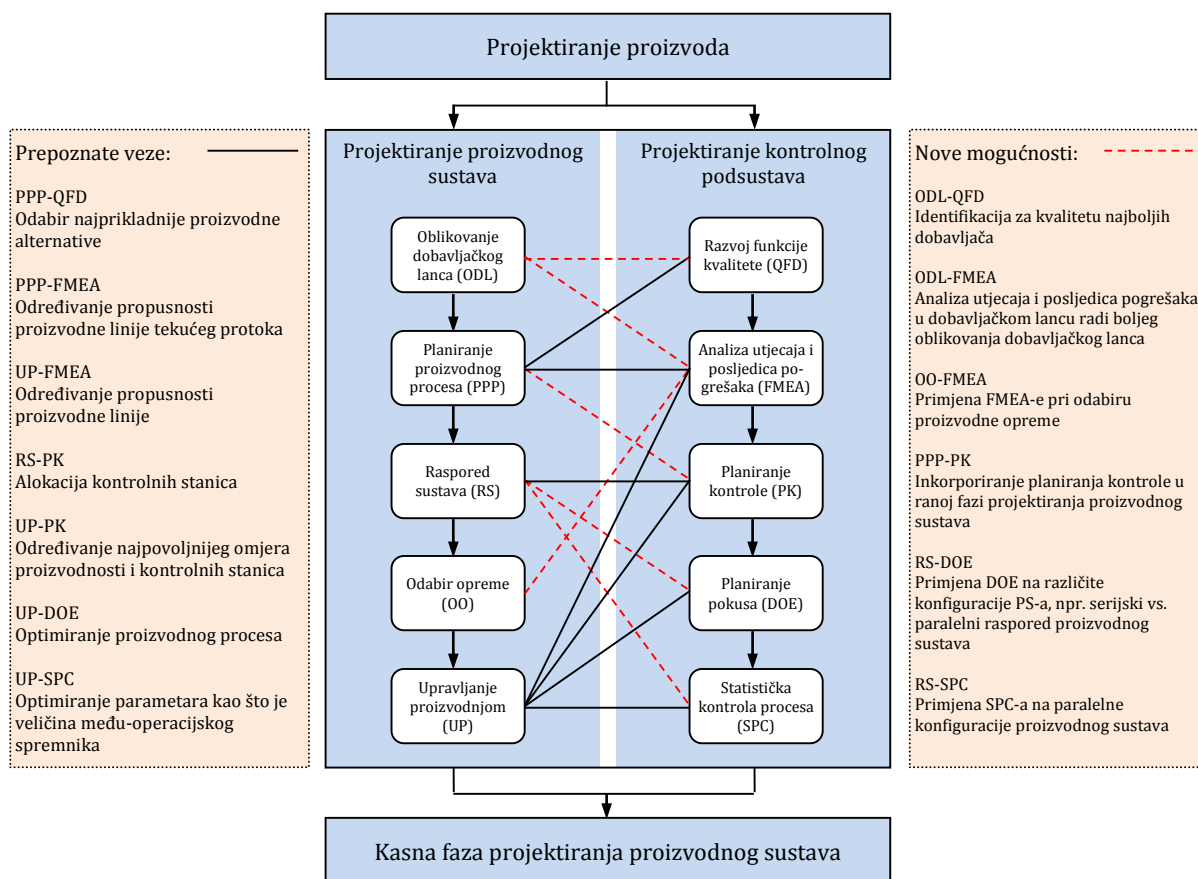 Projektiranje proizvoda
Prepoznate veze:
PPP-QFD
Odabir najprikladnije proizvodne
alternative
PPP-FMEA
Određivanje propusnosti
proizvodne linije tekućeg protoka
UP-FMEA
Određivanje propusnosti
proizvodne linije
RS-PK
Alokacija kontrolnih stanica
UP-PK
Određivanje najpovoljnijeg omjera
proizvodnosti i kontrolnih stanica
UP-DOE
Optimiranje proizvodnog procesa
UP-SPC
Optimiranje parametara kao što je
veličina među-operacijskog
spremnika
Projektiranje proizvodnog
sustava
Oblikovanje
dobavljačkog
lanca (ODL)
Planiranje
proizvodnog
procesa (PPP)
Raspored
sustava (RS)
Odabir opreme
(OO)
Upravljanje
proizvodnjom
(UP)
Projektiranje kontrolnog
podsustava
Razvoj funkcije
kvalitete (QFD)
Analiza utjecaja i
posljedica po-
grešaka (FMEA)
Planiranje
kontrole (PK)
Planiranje
pokusa (DOE)
Statistička
kontrola procesa
(SPC)
Nove mogućnosti:
ODL-QFD
Identifikacija za kvalitetu najboljih
dobavljača
ODL-FMEA
Analiza utjecaja i posljedica pogrešaka
u dobavljačkom lancu radi boljeg
oblikovanja dobavljačkog lanca
OO-FMEA
Primjena FMEA-e pri odabiru
proizvodne opreme
PPP-PK
Inkorporiranje planiranja kontrole u
ranoj fazi projektiranja proizvodnog
sustava
RS-DOE
Primjena DOE na različite
konfiguracije PS-a, npr. serijski vs.
paralelni raspored proizvodnog
sustava
RS-SPC
Primjena SPC-a na paralelne
konfiguracije proizvodnog sustava
Kasna faza projektiranja proizvodnog sustava